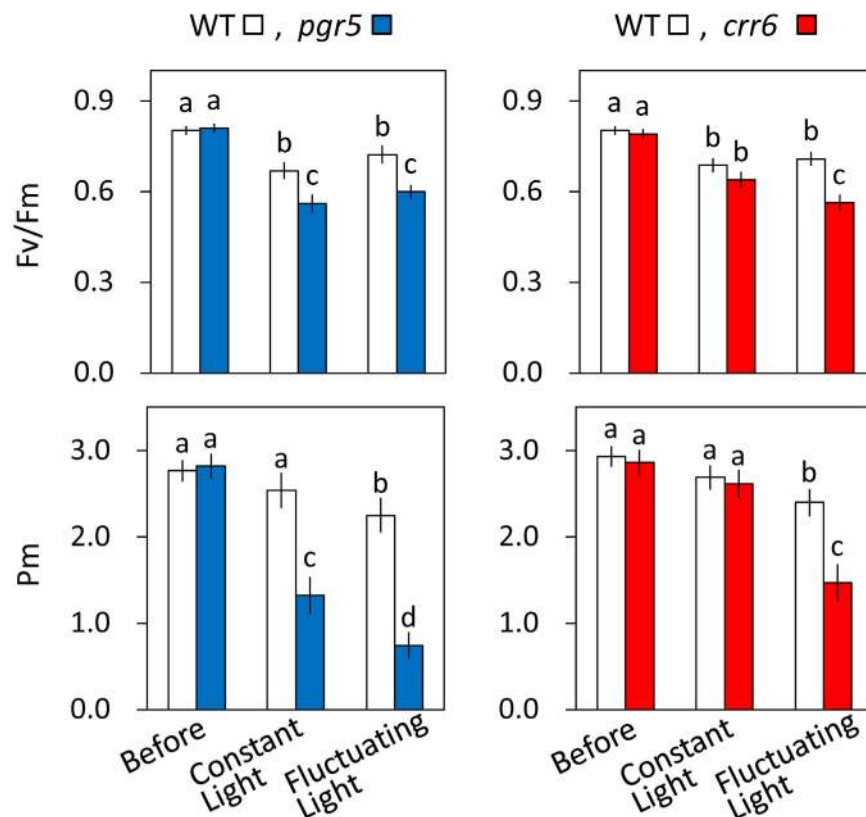 WT , pgr5
WT , crr6
Fv/Fm
0.9
0.6
0.3
0.0
a a b c b c
a a b b b c
Pm
3.0
2.0
1.0
0.0
a a a c b d
3.0
2.0
1.0
0.0
a a a a b c
0.9
0.6
0.3
0.0
Before
Constant
Light
Fluctuating
Light
Before
Constant
Light
Fluctuating
Light